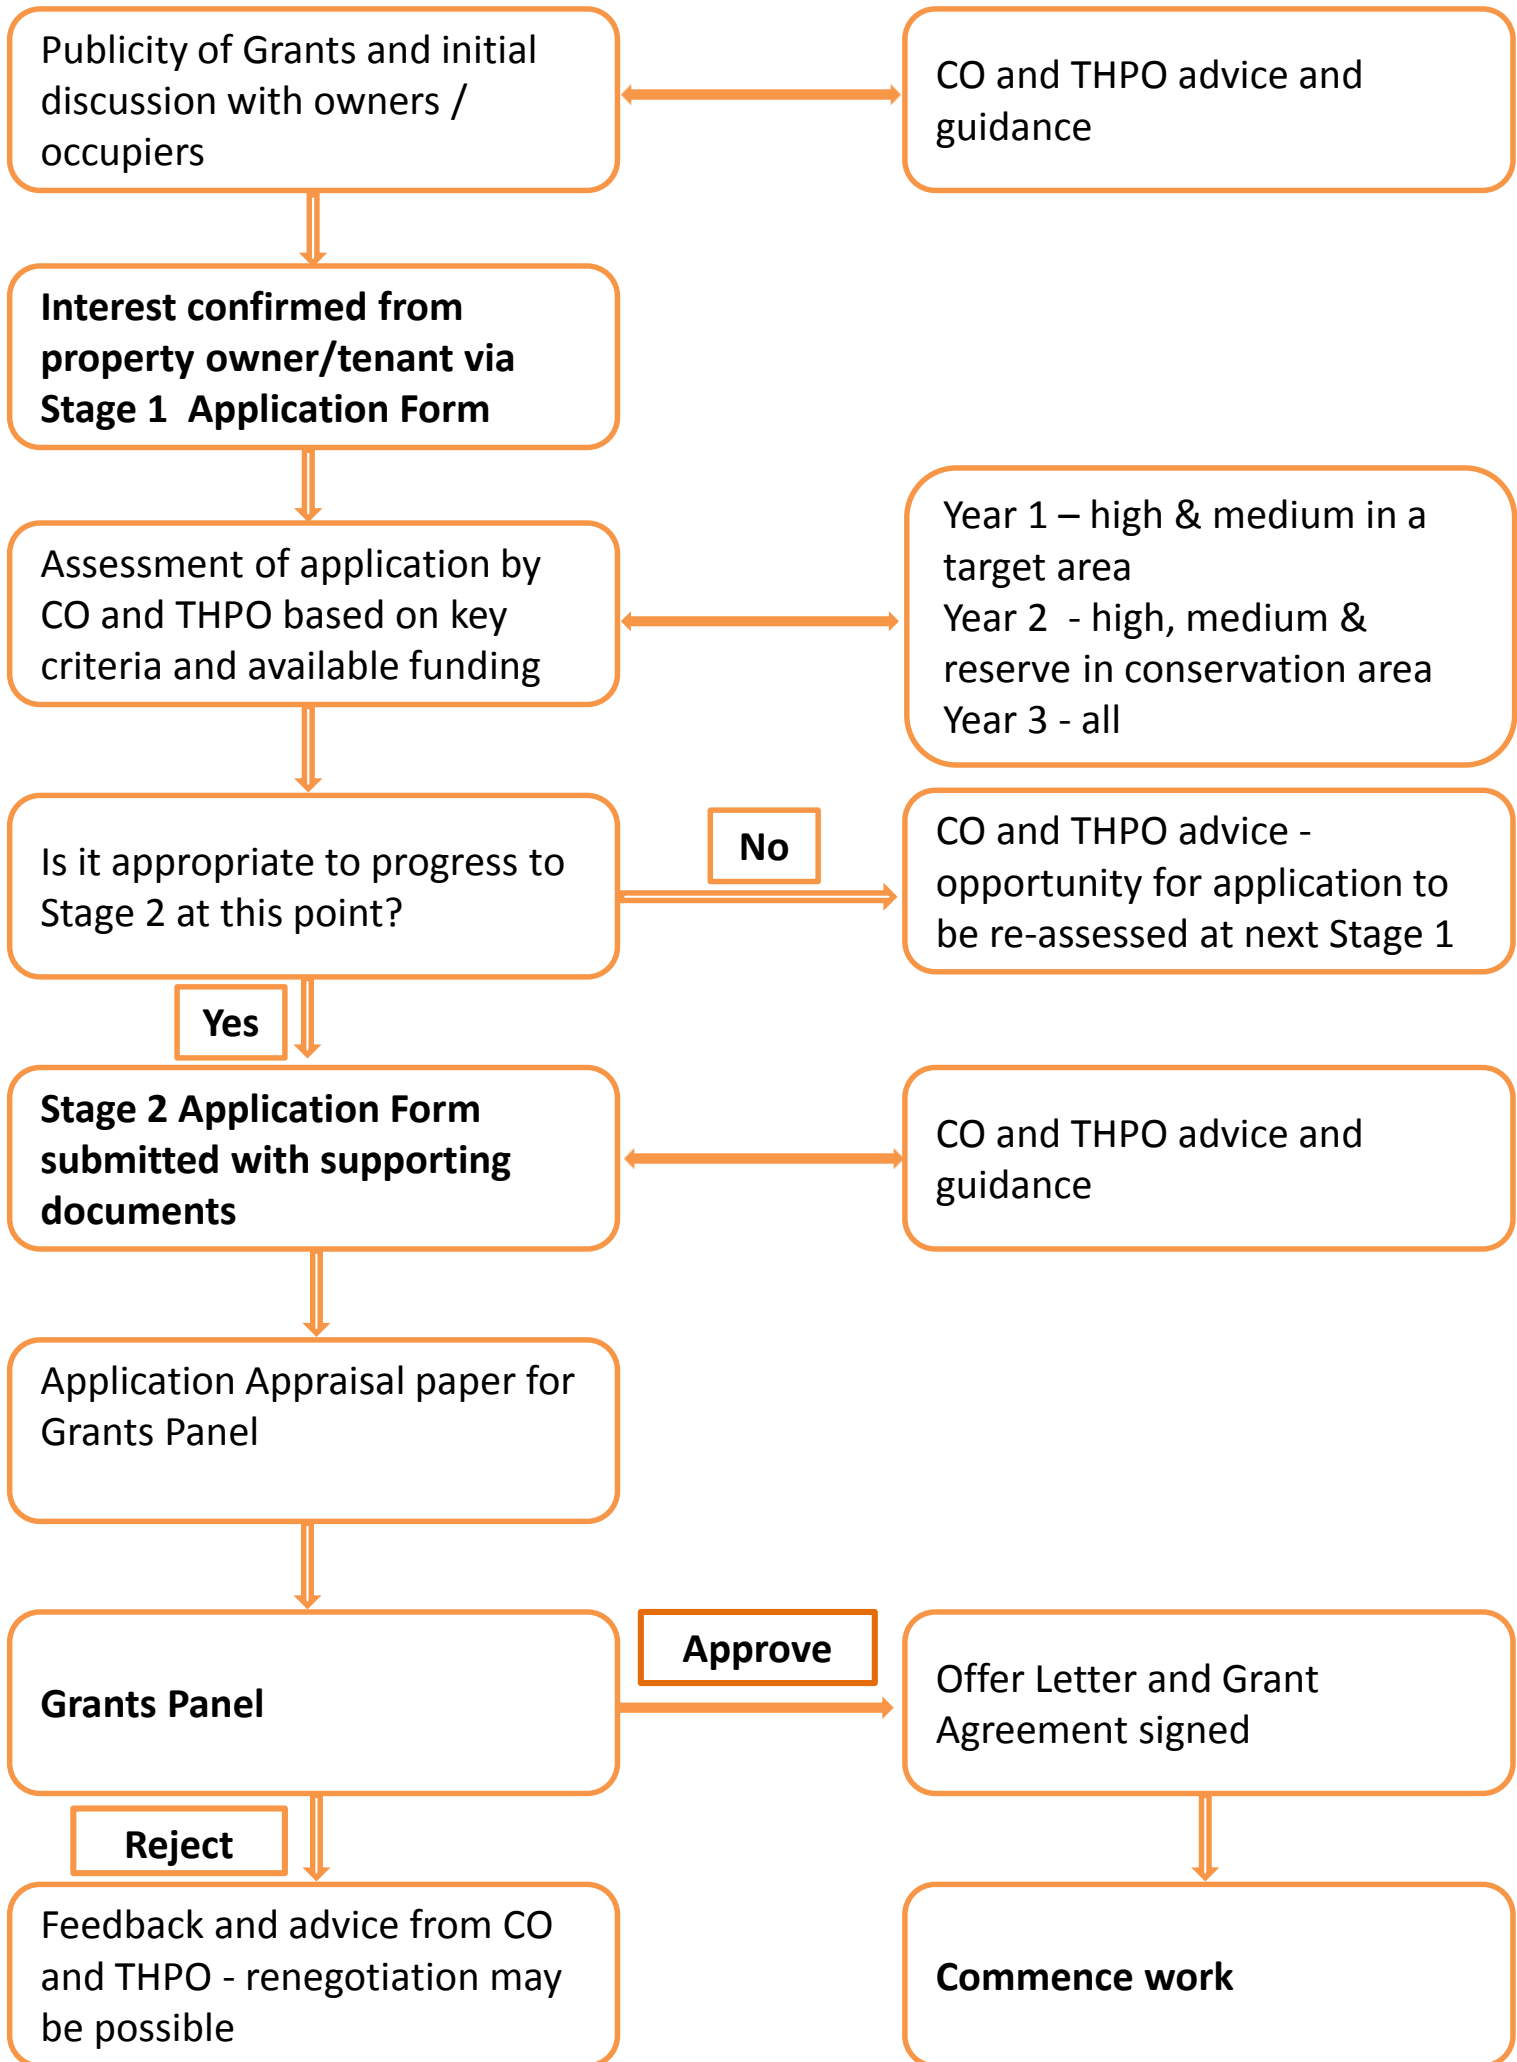 Publicity of Grants and initial
discussion with owners /
occupiers
CO and THPO advice and
guidance
Interest confirmed from
property owner/tenant via
Stage 1 Application Form
Assessment of application by
CO and THPO based on key
criteria and available funding
Year 1 – high & medium in a
target area
Year 2 - high, medium &
reserve in conservation area
Year 3 - all
Is it appropriate to progress to
Stage 2 at this point?
No
CO and THPO advice -
opportunity for application to
be re-assessed at next Stage 1
Yes
Stage 2 Application Form
submitted with supporting
documents
CO and THPO advice and
guidance
Application Appraisal paper for
Grants Panel
Grants Panel
Approve
Offer Letter and Grant
Agreement signed
Reject
Feedback and advice from CO
and THPO - renegotiation may
be possible
Commence work